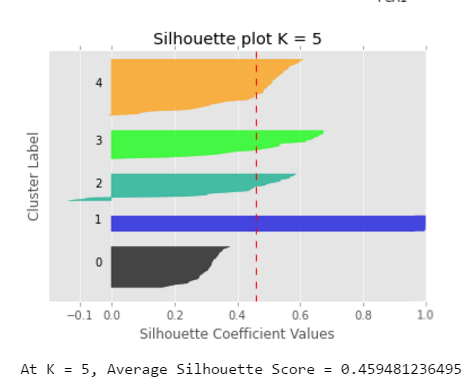 Silhouette plot K = 5
4
3
2
1
0
Cluster Label
−0.1 0.0 0.2 0.4 0.6 0.8 1.0
Silhouette Coefficient Values
At K = 5, Average Silhouette Score = 0.459481236495